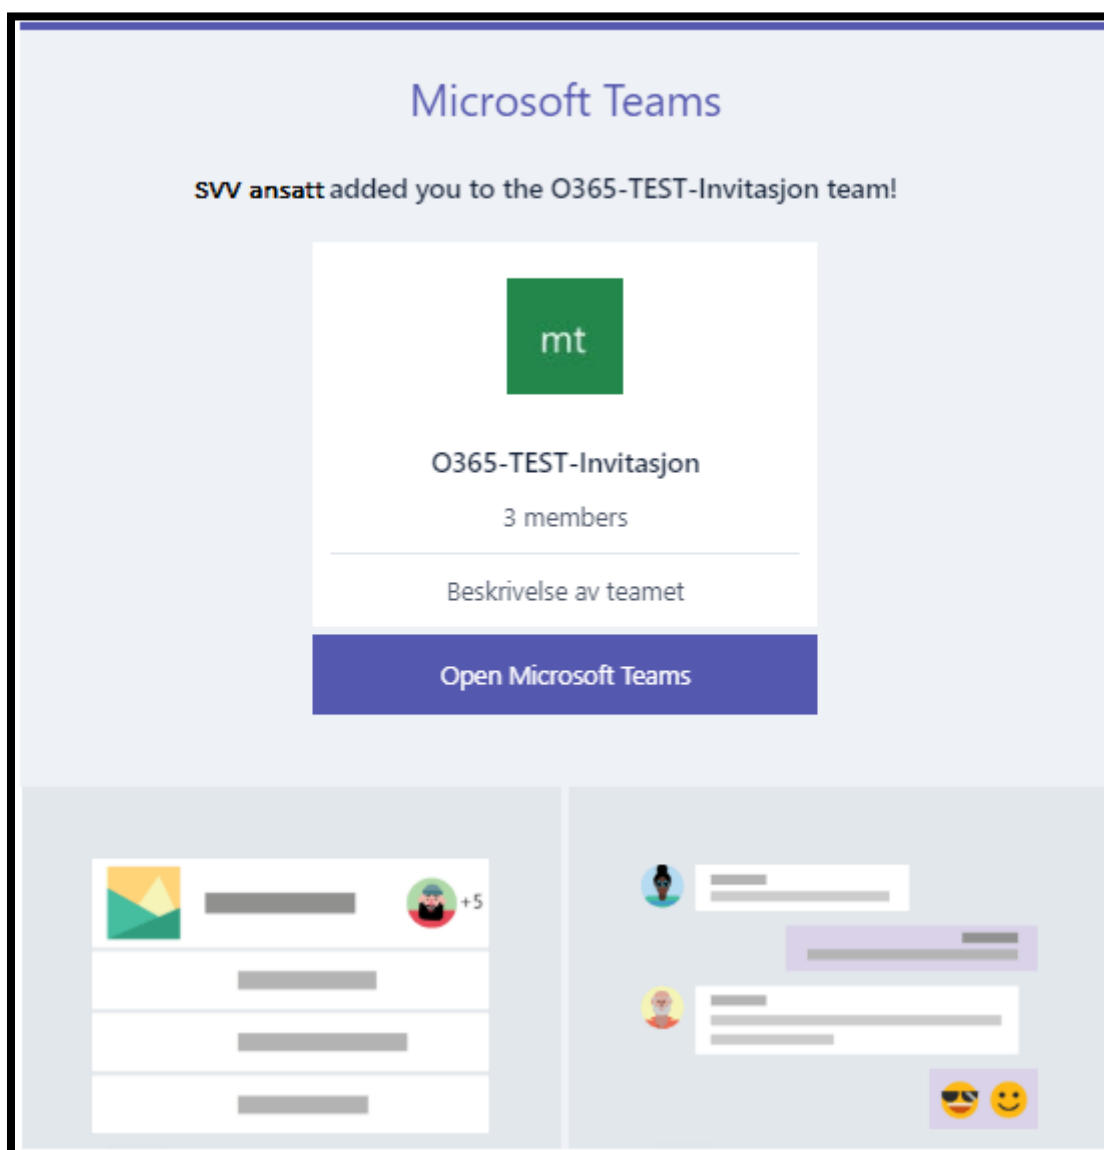 Microsoft Teams
SVV ansatt added you to the O365-TEST-Invitasjon team!
mt
O365-TEST-Invitasjon
3 members
Beskrivelse av teamet
Open Microsoft Teams
+5